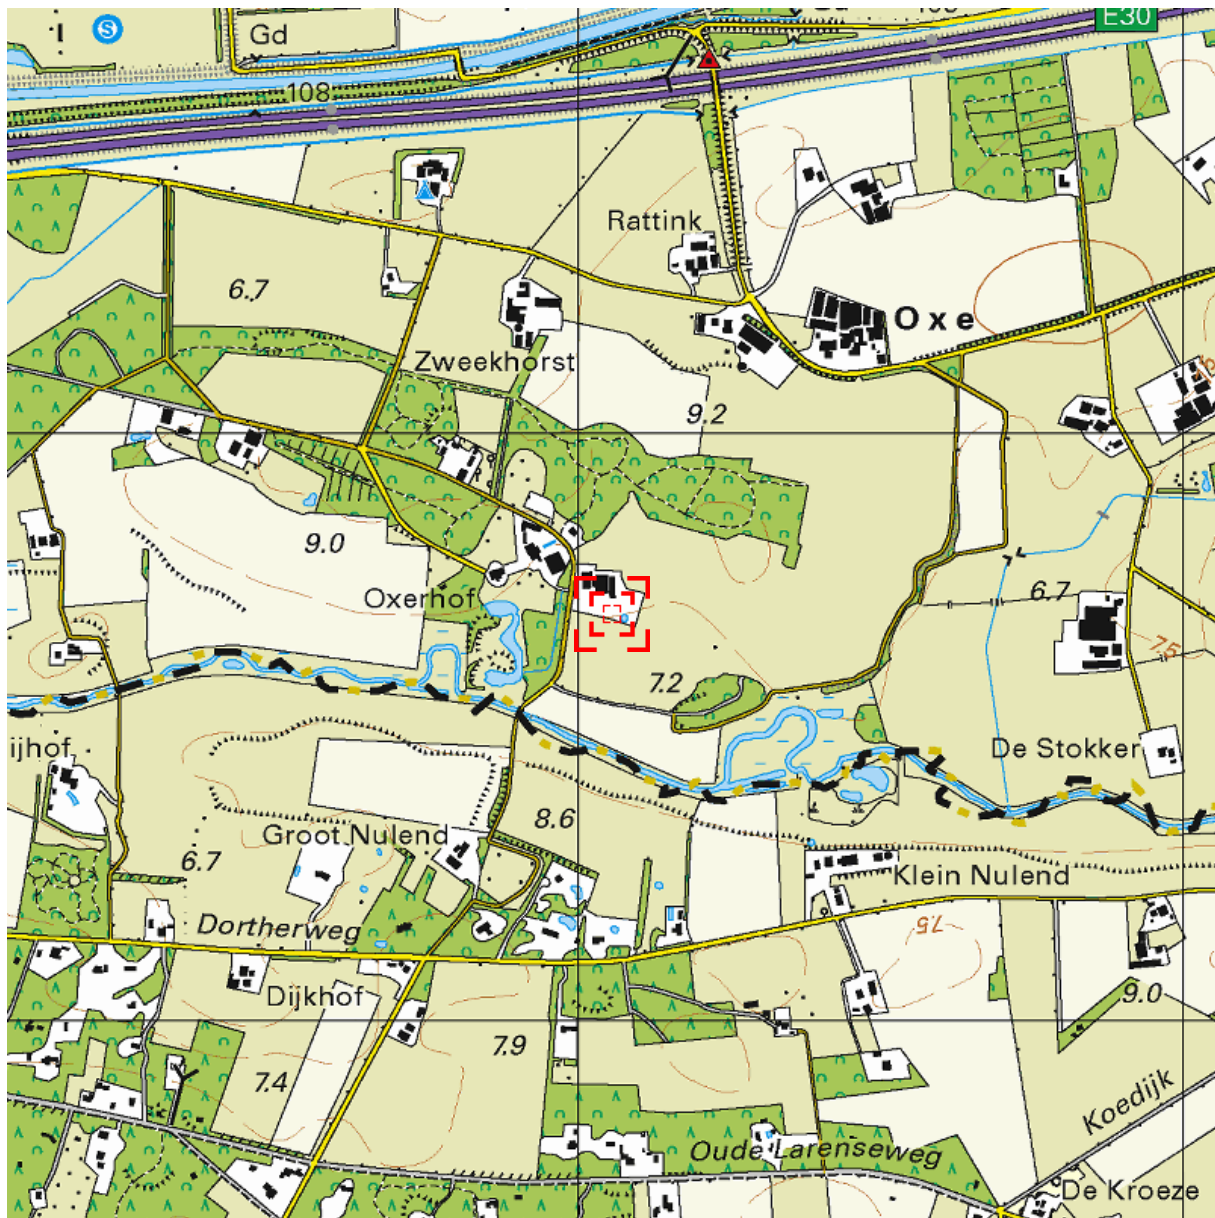 E30
S
Gd
108
Rattink
6.7
Oxe
Zweekhorst
9.2
9.0
Oxerhof
6.7
7.5
7.2
ijhof
De Stokker
8.6
Groot Nulend
6.7
Klein Nulend
Dortherweg
7.5
Dijkhof
9.0
7.9
7.4
Koedijk
Oude Larenseweg
De Kroeze